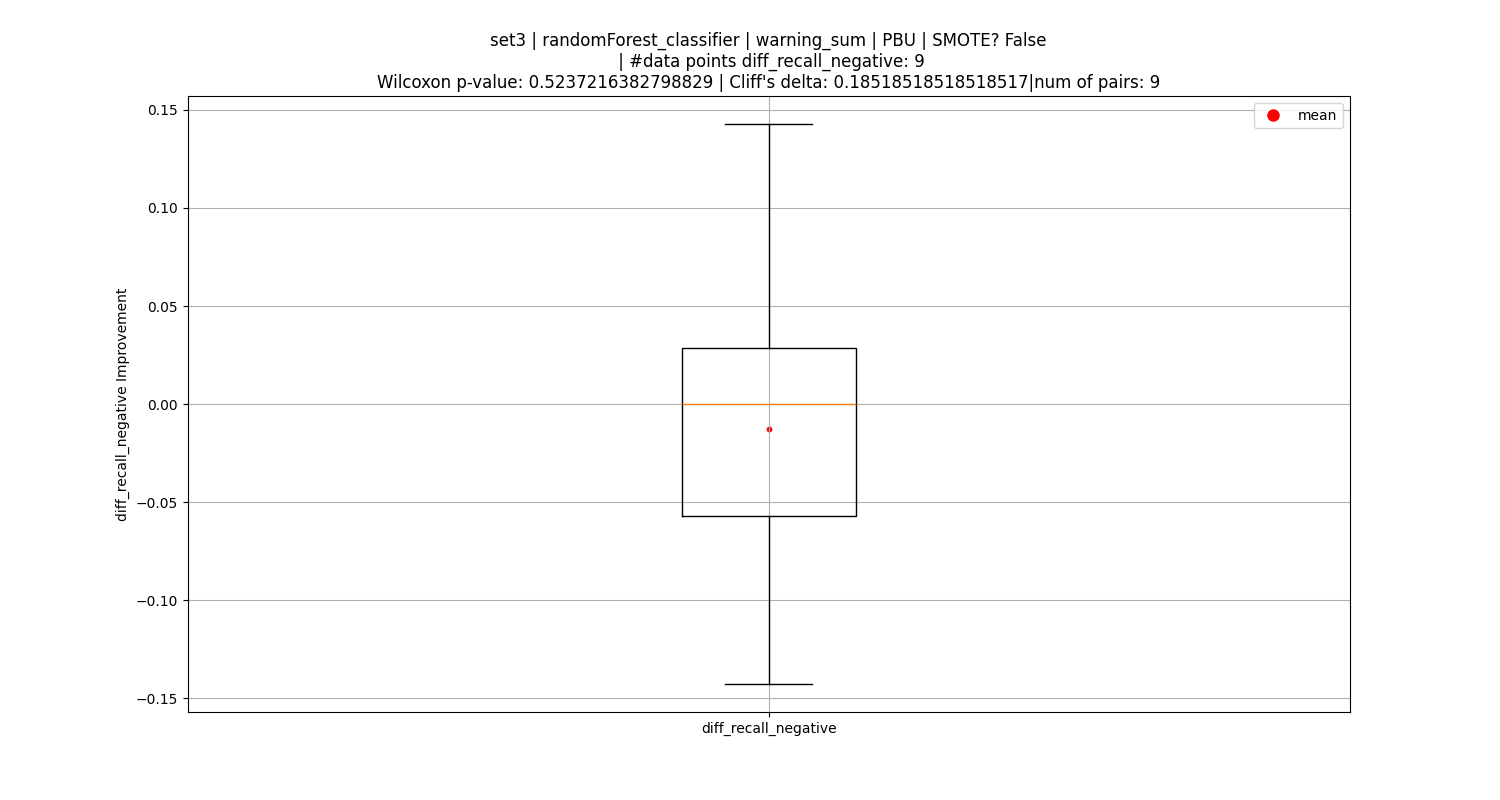 set3 | randomForest_classifier | warning_sum | PBU | SMOTE? False
| #data points diff_recall_negative: 9
Wilcoxon p-value: 0.5237216382798829 | Cliff's delta: 0.18518518518518517|num of pairs: 9
mean
0.15
0.10
0.05
0.00
−0.05
−0.10
−0.15
diff_recall_negative Improvement
diff_recall_negative